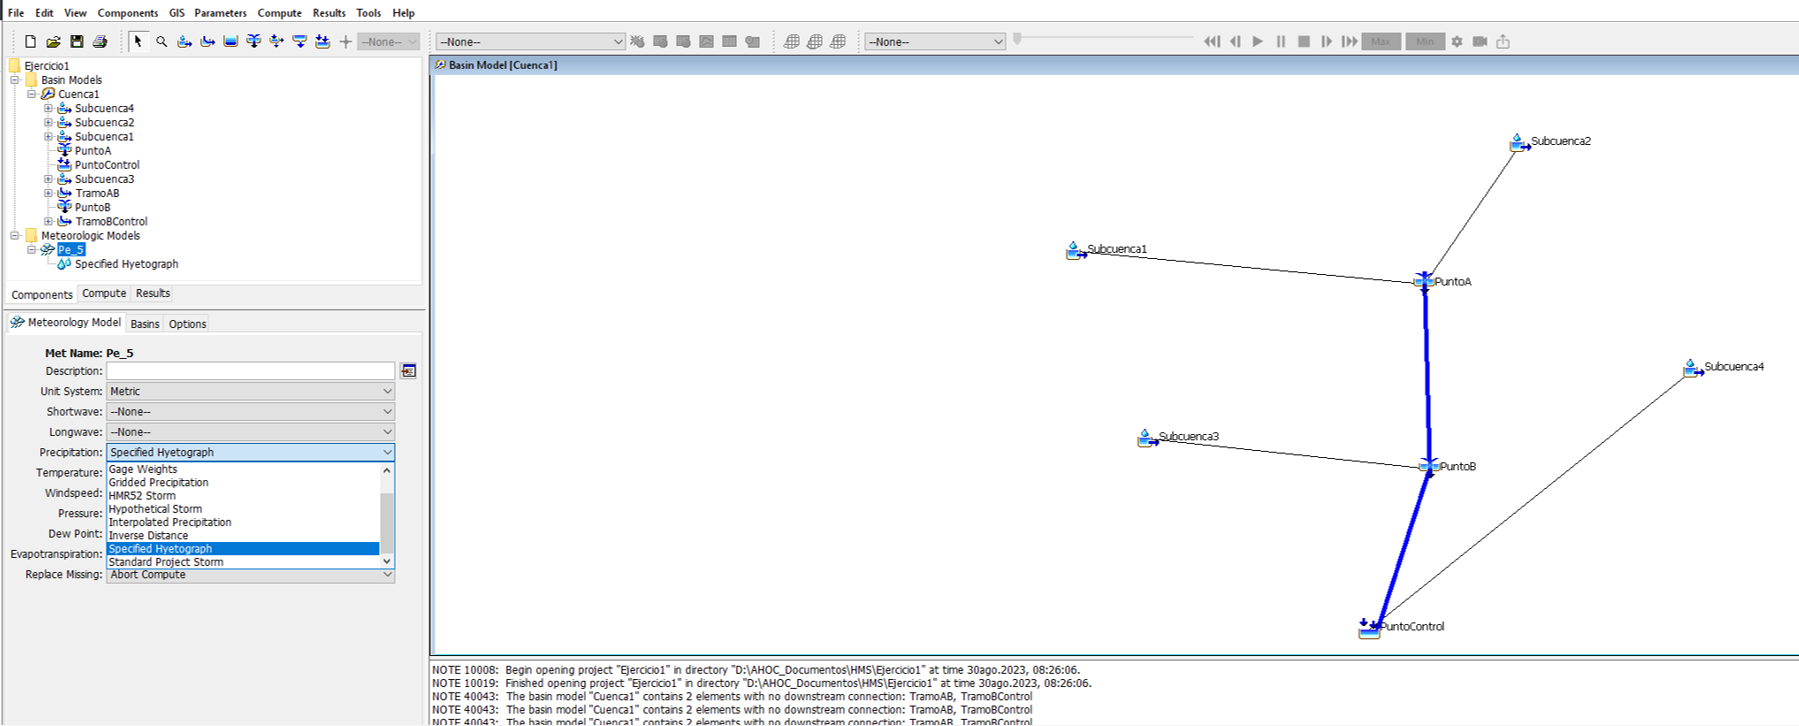 File Edit View Components GIS Parameters Compute Results Tools Help
--None-- --None-- --None-- Max Min
Ejercicio1
Basin Models
Cuenca1
Subcuenca4
Subcuenca2
Subcuenca1
PuntoA
PuntoControl
Subcuenca3
TramoAB
PuntoB
TramoBControl
Meteorologic Models
Pe_5
Specified Hyetograph
Components Compute Results
Meteorology Model Basins Options
Met Name: Pe_5
Description:
Unit System: Metric
Shortwave: --None--
Longwave: --None--
Precipitation: Specified Hyetograph
Temperature:
Windspeed:
Pressure:
Dew Point:
Evapotranspiration:
Gage Weights
Gridded Precipitation
HMR52 Storm
Hypothetical Storm
Interpolated Precipitation
Inverse Distance
Specified Hyetograph
Standard Project Storm
Replace Missing: Abort Compute
Basin Model [Cuenca1]
Subcuenca2
Subcuenca1
PuntoA
Subcuenca4
Subcuenca3
PuntoB
PuntoControl
NOTE 10008: Begin opening project "Ejercicio1" in directory "D:\AHOC_Documentos\HMS\Ejercicio1" at time 30ago.2023, 08:26:06.
NOTE 10019: Finished opening project "Ejercicio1" in directory "D:\AHOC_Documentos\HMS\Ejercicio1" at time 30ago.2023, 08:26:06.
NOTE 40043: The basin model "Cuenca1" contains 2 elements with no downstream connection: TramoAB, TramoBControl
NOTE 40043: The basin model "Cuenca1" contains 2 elements with no downstream connection: TramoAB, TramoBControl
NOTE 40043: The basin model "Cuenca1" contains 2 elements with no downstream connection: TramoAB, TramoBControl